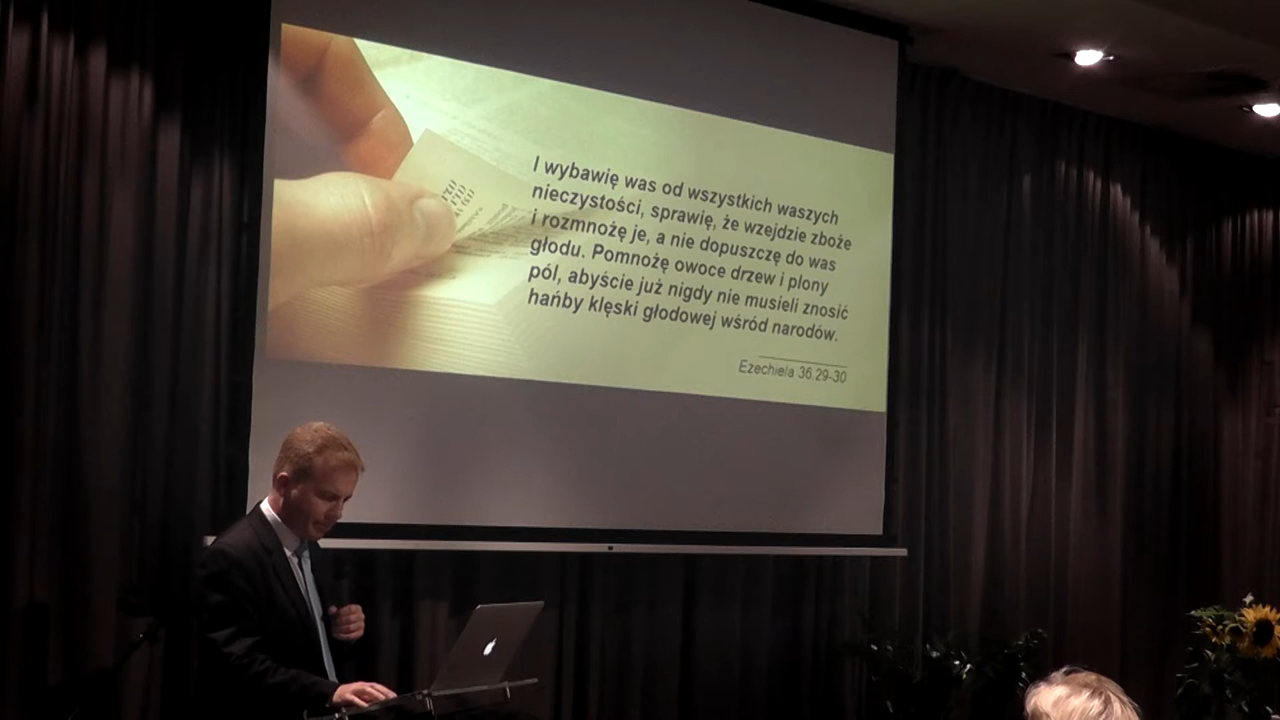 I wybawię was od wszystkich waszych
nieczystości, sprawię, że wzejdzie zboże
i rozmnożę je, a nie dopuszczę do was
głodu. Pomnożę owoce drzew i plony
pól, abyście już nigdy nie musieli znosić
hańby klęski głodowej wśród narodów.
Ezechiela 36.29-30